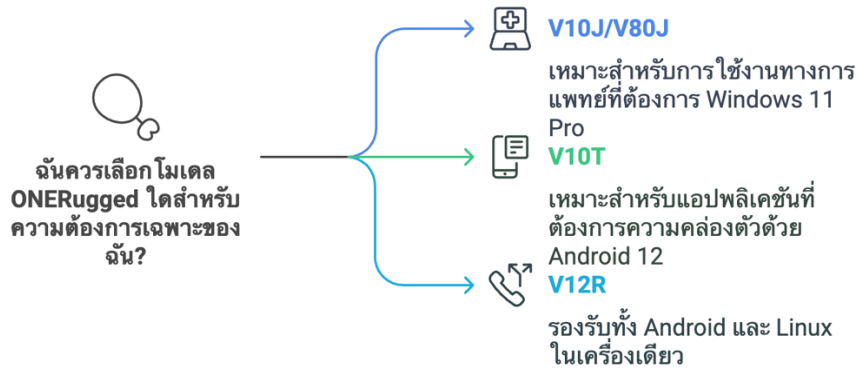 ฉันควรเลือกโมเดล
ONERugged ใดสำหรับ
ความต้องการเฉพาะของ
ฉัน?
V10J/V80J
เหมาะสำหรับการใช้งานทางการ
แพทย์ที่ต้องการ Windows 11
Pro
V10T
เหมาะสำหรับแอปพลิเคชันที่
ต้องการความคล่องตัวด้วย
Android 12
V12R
รองรับทั้ง Android และ Linux
ในเครื่องเดียว